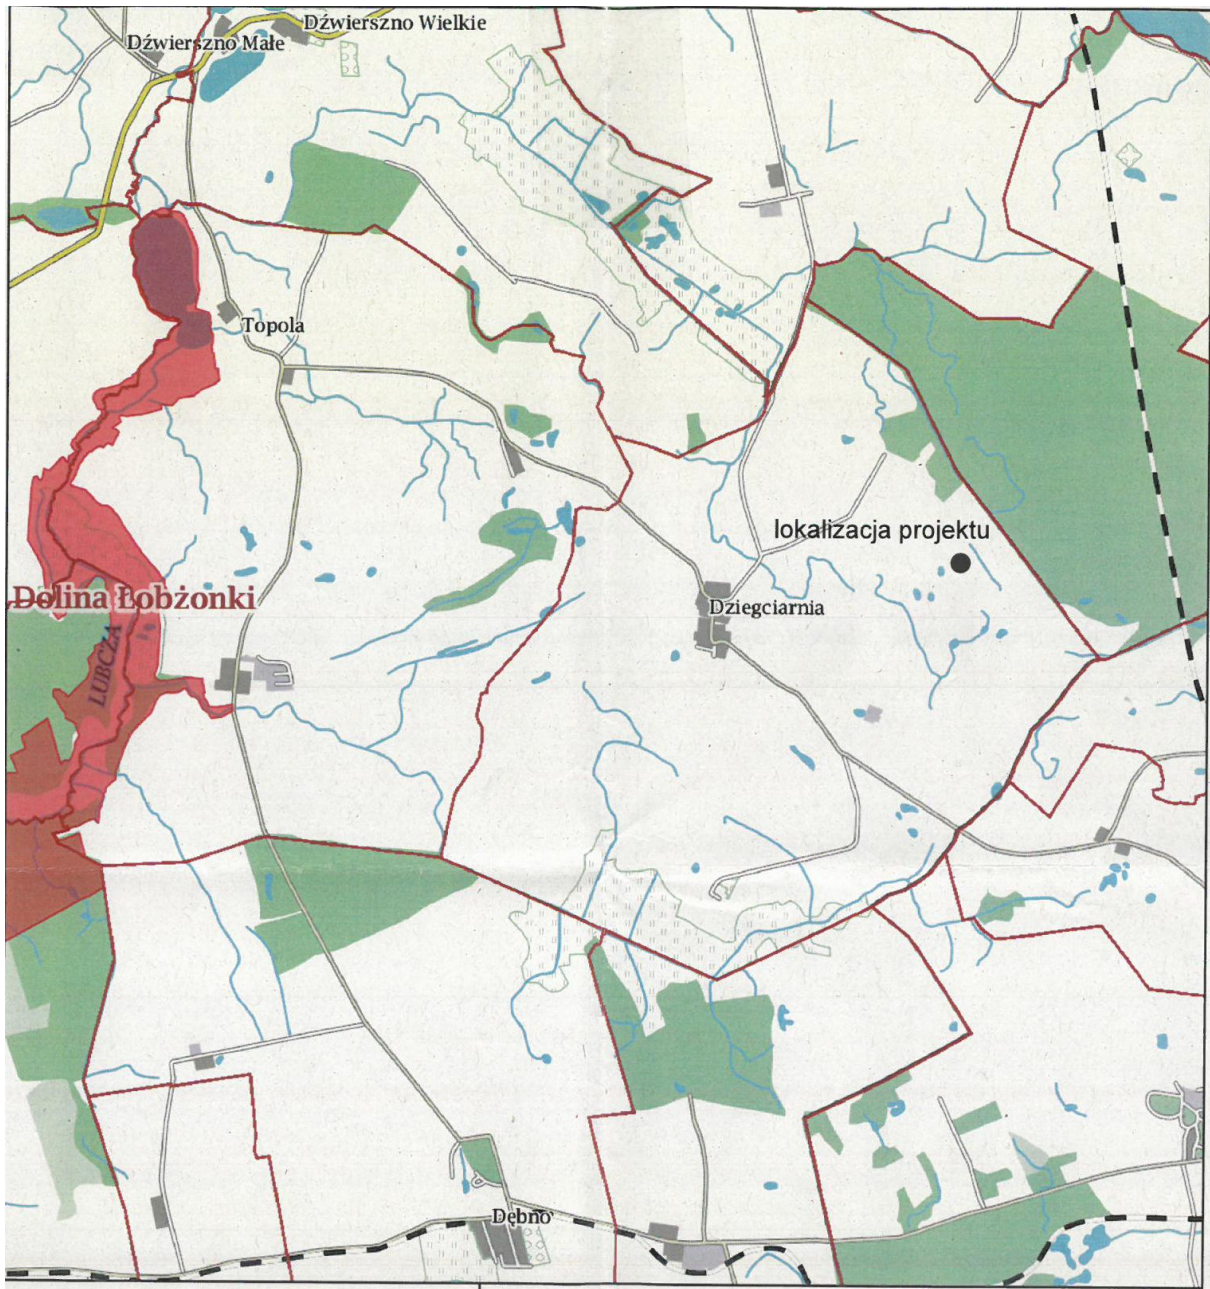 Dźwierszno Wielkie
Dźwierszno Małe
Topola
lokalizacja projektu
Dolina Łobżonki
Dziegciarnia
LUBCZA
Dębno